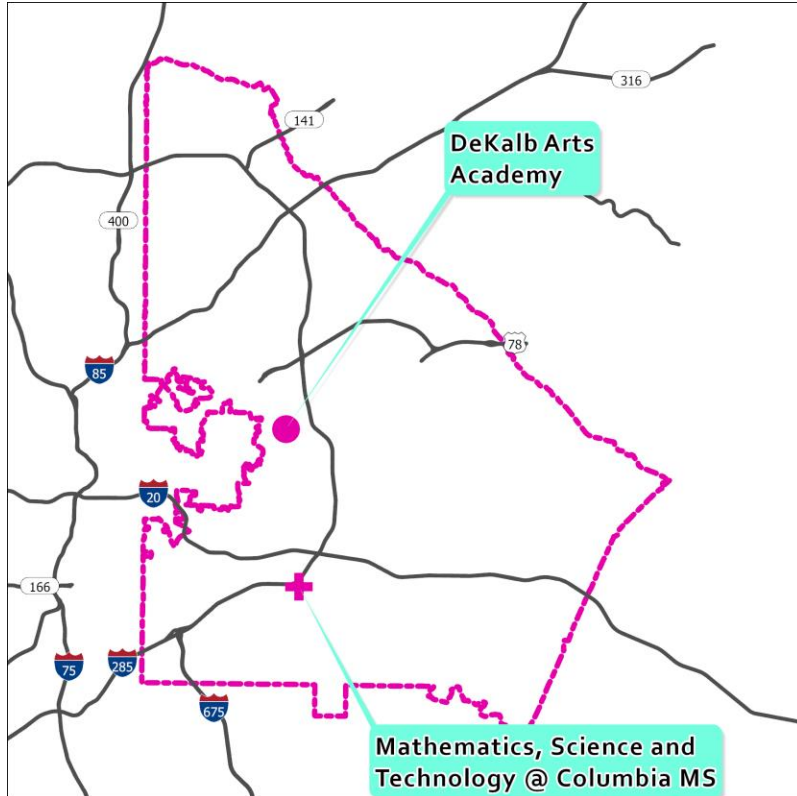 316
141
DeKalb Arts
Academy
400
78
85
20
166
75
285
675
Mathematics, Science and
Technology @ Columbia MS